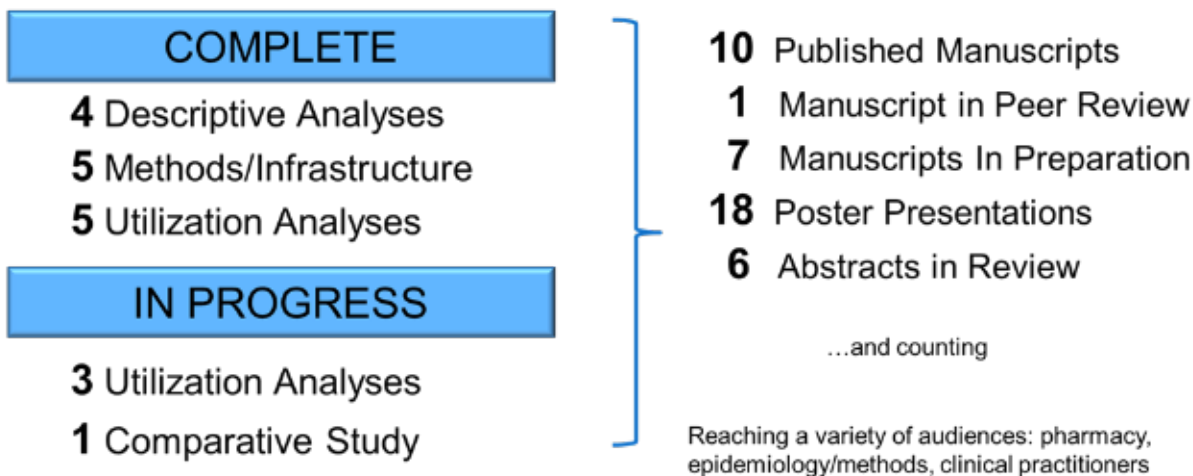 COMPLETE
4 Descriptive Analyses
5 Methods/Infrastructure
5 Utilization Analyses
IN PROGRESS
3 Utilization Analyses
1 Comparative Study
10 Published Manuscripts
1 Manuscript in Peer Review
7 Manuscripts In Preparation
18 Poster Presentations
6 Abstracts in Review
...and counting
Reaching a variety of audiences: pharmacy,
epidemiology/methods, clinical practitioners